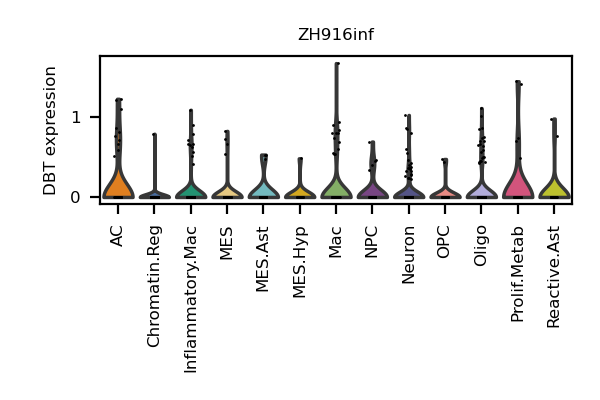 ZH916inf
DBT expression
1
0
AC
Chromatin.Reg
Inflammatory.Mac
MES
MES.Ast
MES.Hyp
Mac
NPC
Neuron
OPC
Oligo
Prolif.Metab
Reactive.Ast